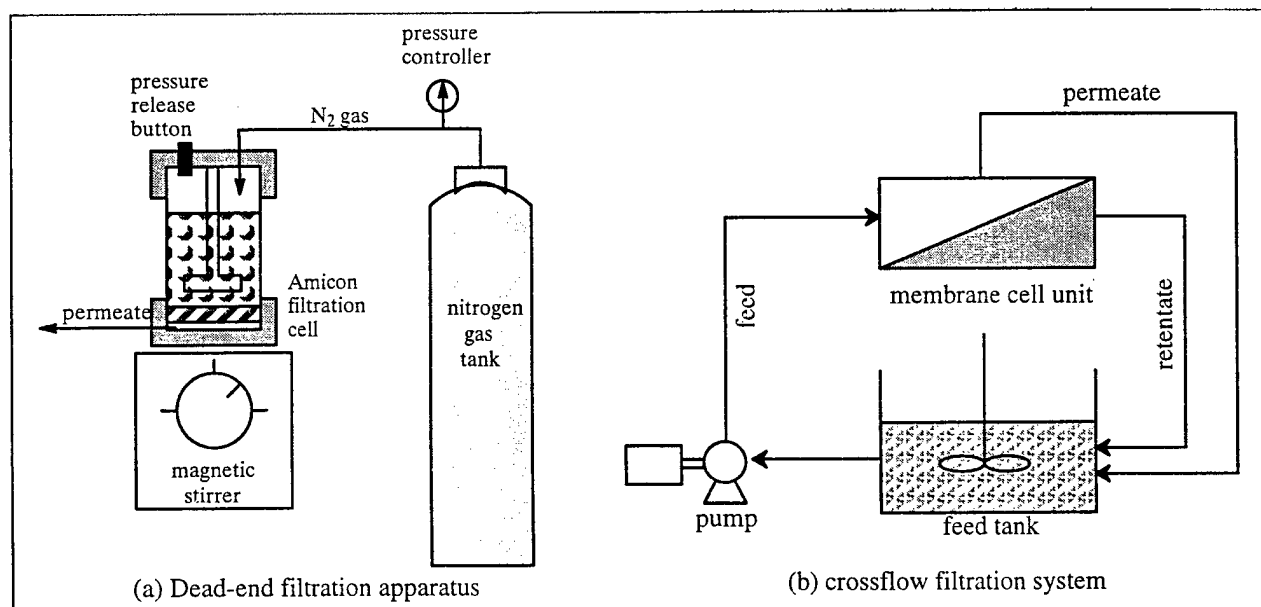 pressure
controller
pressure
release
button
N2 gas
Amicon
filtration
cell
permeate
nitrogen
gas
tank
magnetic
stirrer
(a) Dead-end filtration apparatus
permeate
feed
membrane cell unit
retentate
pump
feed tank
(b) crossflow filtration system